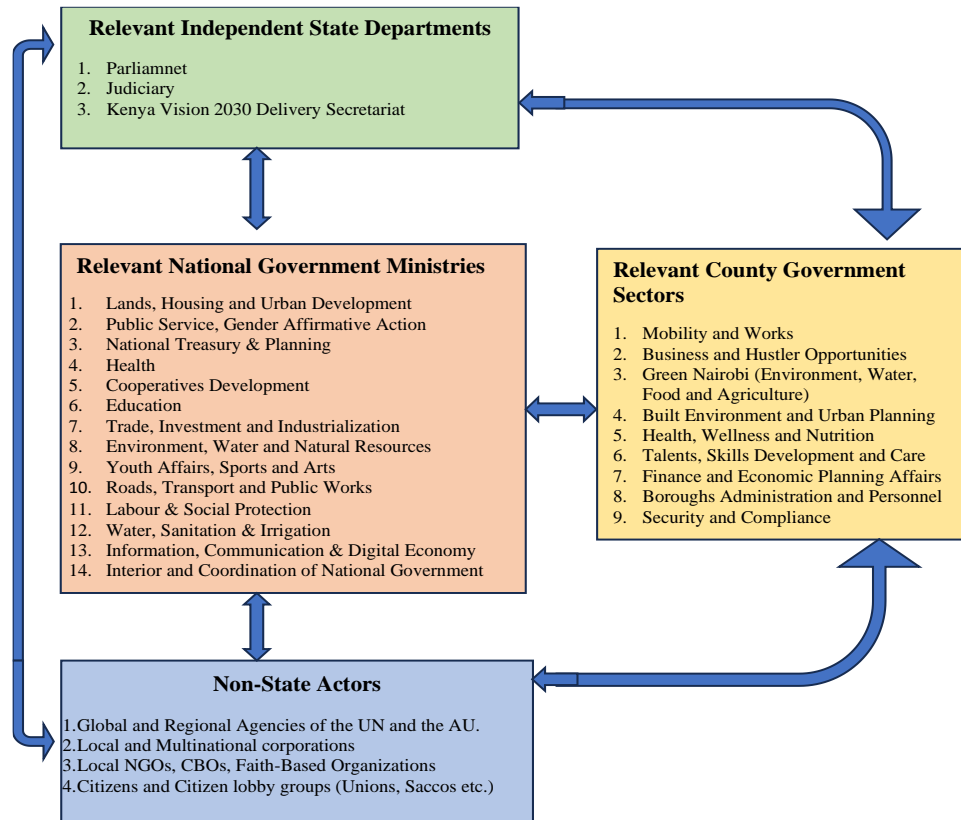 Relevant Independent State Departments
1. Parliamnet
2. Judiciary
3. Kenya Vision 2030 Delivery Secretariat
Relevant National Government Ministries
1. Lands, Housing and Urban Development
2. Public Service, Gender Affirmative Action
3. National Treasury & Planning
4. Health
5. Cooperatives Development
6. Education
7. Trade, Investment and Industrialization
8. Environment, Water and Natural Resources
9. Youth Affairs, Sports and Arts
10. Roads, Transport and Public Works
11. Labour & Social Protection
12. Water, Sanitation & Irrigation
13. Information, Communication & Digital Economy
14. Interior and Coordination of National Government
Relevant County Government
Sectors
1. Mobility and Works
2. Business and Hustler Opportunities
3. Green Nairobi (Environment, Water,
Food and Agriculture)
4. Built Environment and Urban Planning
5. Health, Wellness and Nutrition
6. Talents, Skills Development and Care
7. Finance and Economic Planning Affairs
8. Boroughs Administration and Personnel
9. Security and Compliance
Non-State Actors
1.Global and Regional Agencies of the UN and the AU.
2.Local and Multinational corporations
3.Local NGOs, CBOs, Faith-Based Organizations
4.Citizens and Citizen lobby groups (Unions, Saccos etc.)